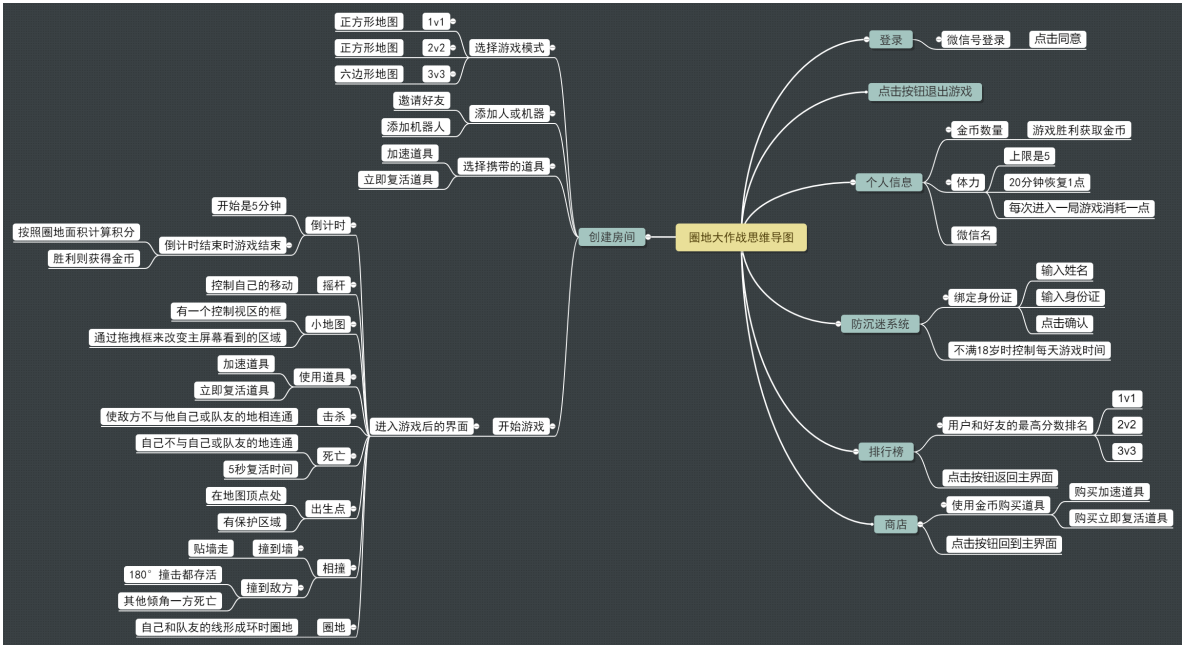 圈地大作战思维导图
登录
微信号登录
点击同意
点击按钮退出游戏
个人信息
金币数量
游戏胜利获取金币
体力
上限是5
20分钟恢复1点
每次进入一局游戏消耗一点
微信名
防沉迷系统
绑定身份证
输入姓名
输入身份证
点击确认
不满18岁时控制每天游戏时间
排行榜
用户和好友的最高分数排名
1v1
2v2
3v3
点击按钮返回主界面
商店
使用金币购买道具
购买加速道具
购买立即复活道具
点击按钮回到主界面
创建房间
选择游戏模式
1v1
正方形地图
2v2
正方形地图
3v3
六边形地图
添加人或机器
邀请好友
添加机器人
选择携带的道具
加速道具
立即复活道具
开始游戏
进入游戏后的界面
倒计时
开始是5分钟
倒计时结束时游戏结束
按照圈地面积计算积分
胜利则获得金币
摇杆
控制自己的移动
小地图
有一个控制视区的框
通过拖拽框来改变主屏幕看到的区域
使用道具
加速道具
立即复活道具
击杀
使敌方不与他自己或队友的地相连通
死亡
自己不与自己或队友的地连通
5秒复活时间
出生点
在地图顶点处
有保护区域
相撞
撞到墙
贴墙走
撞到敌方
180°撞击都存活
其他倾角一方死亡
圈地
自己和队友的线形成环时圈地